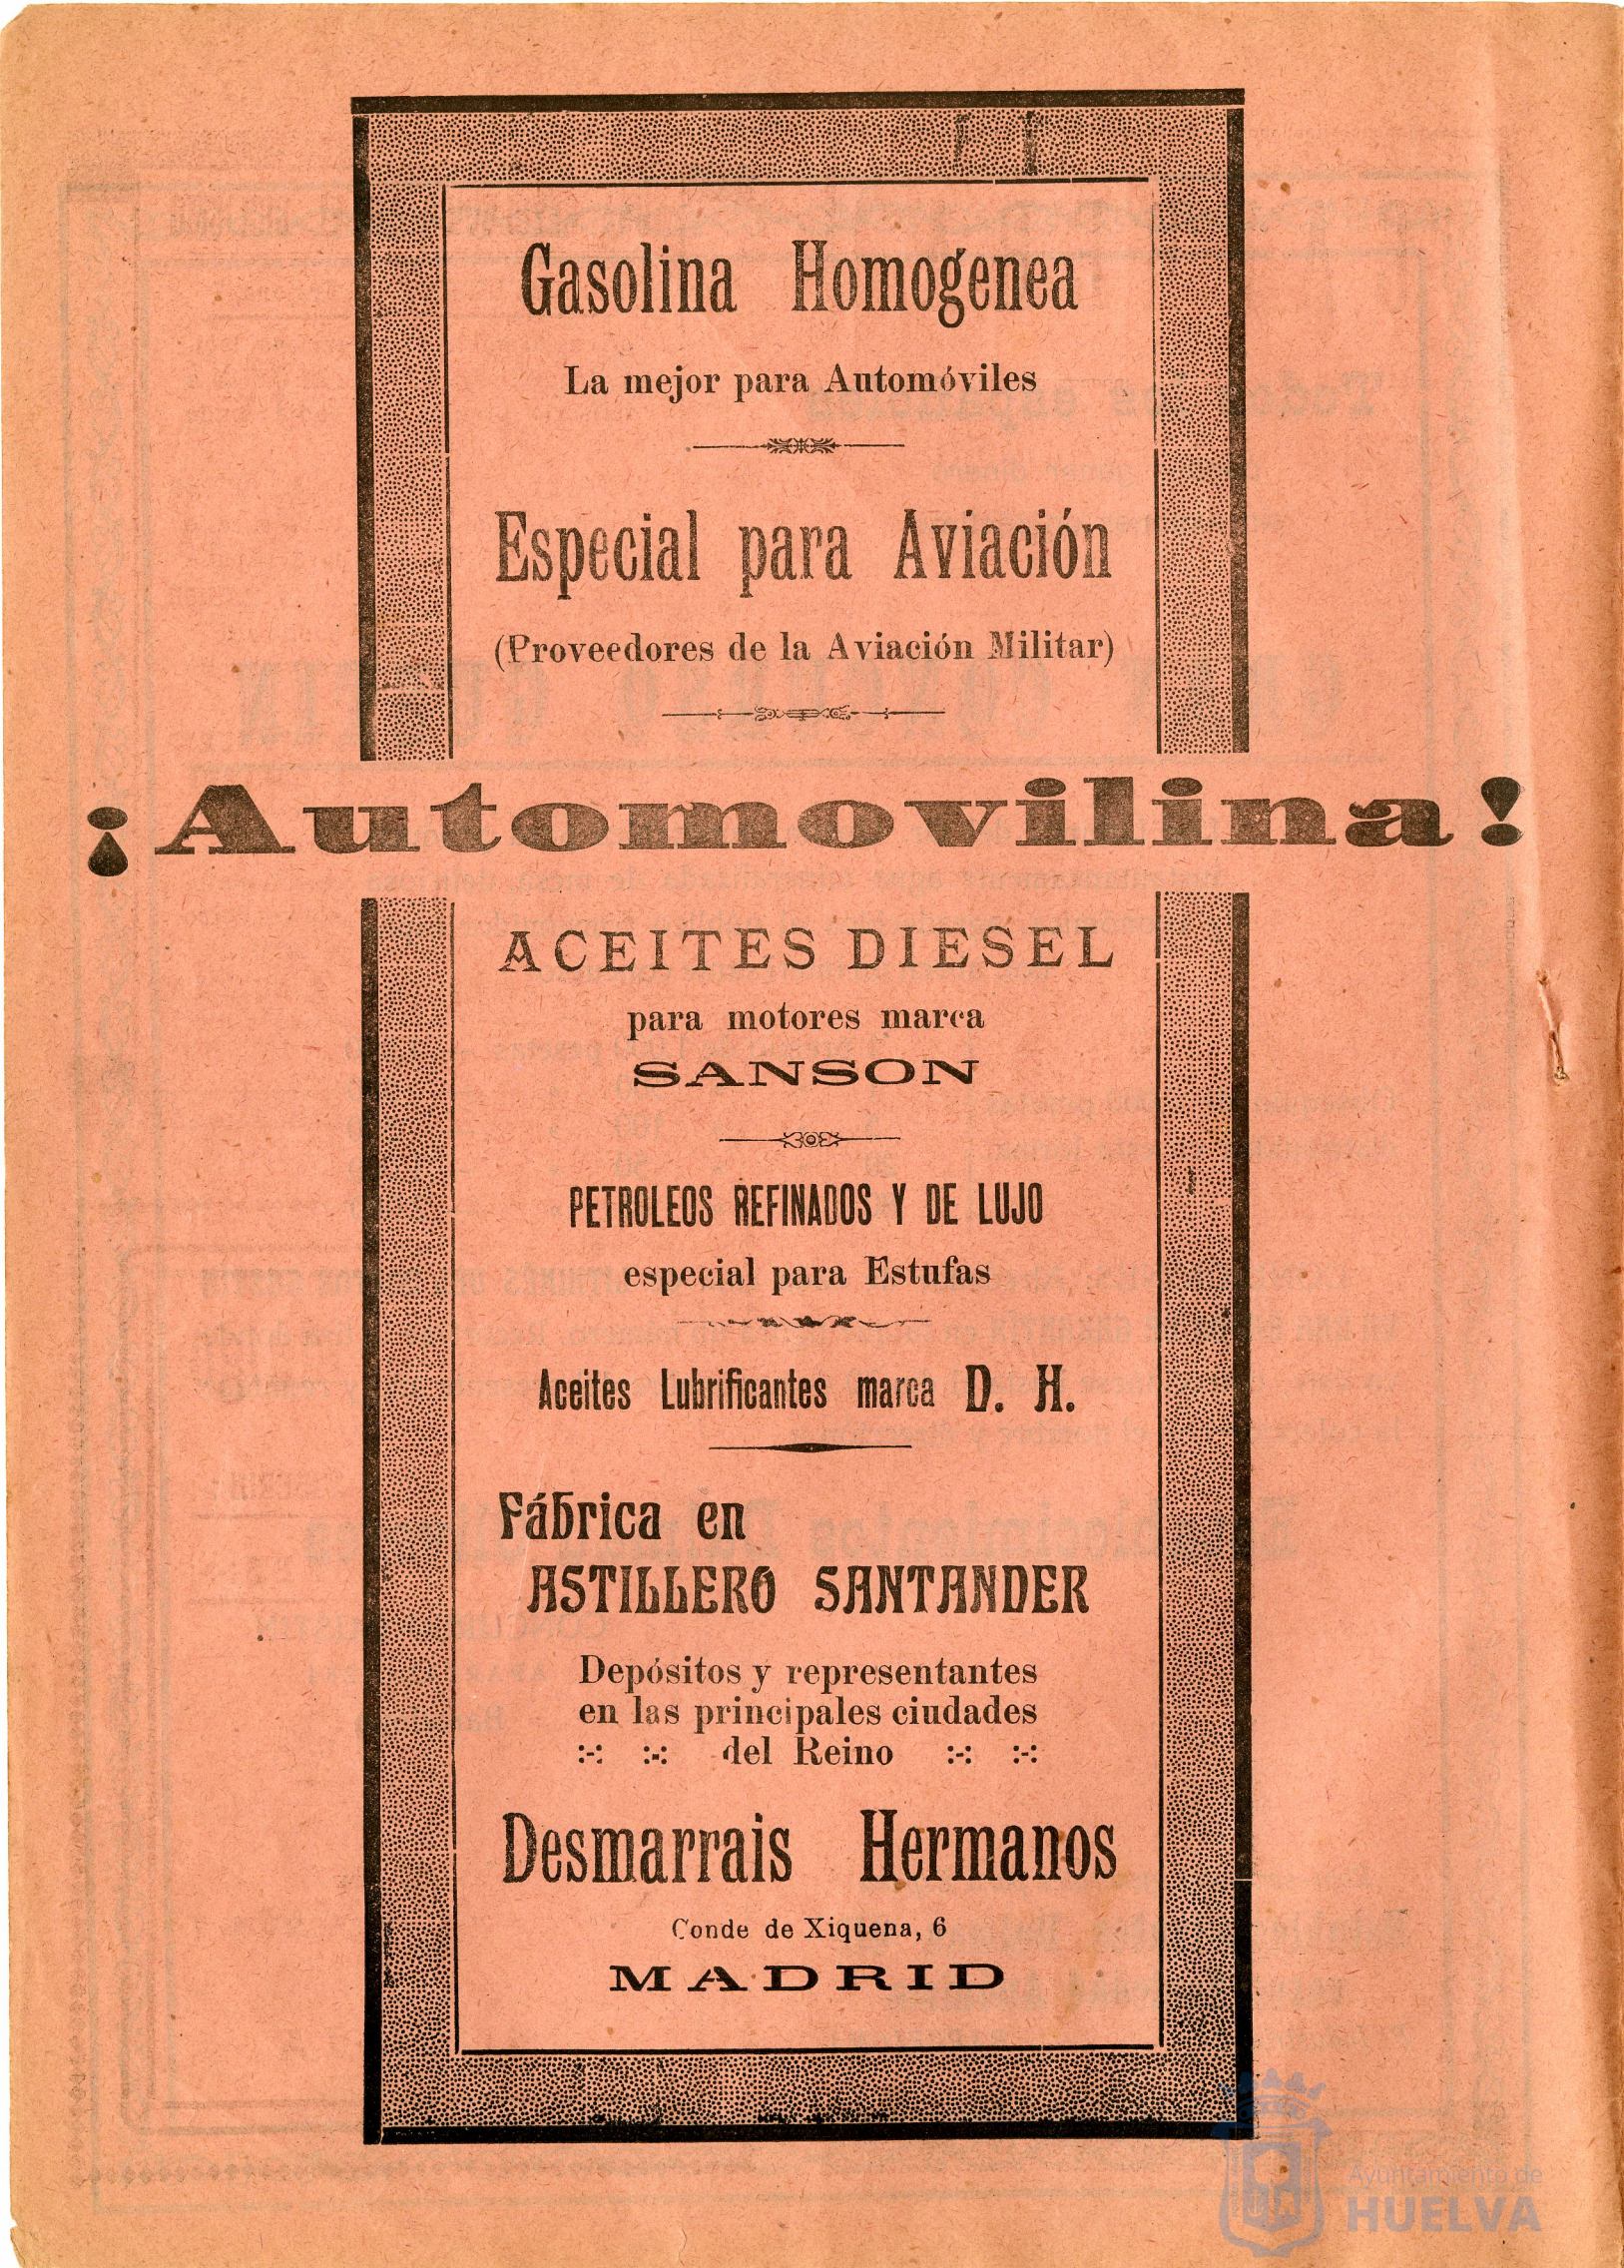 Gasolina Homogenea
La mejor para Automóviles
Especial para Aviación
(Proveedores de la Aviación Militar)
¡Automovilina!
ACEITES DIESEL
para motores marca
SANSON
PETROLEOS REFINADOS Y DE LUJO
especial para Estufas
Aceites Lubrificantes marca D. H.
Fábrica en
ASTILLERO SANTANDER
Depósitos y representantes
en las principales ciudades
:-: :-: del Reino :-: :-:
Desmarrais Hermanos
Conde de Xiquena, 6
MADRID
Ayuntamiento de
HUELVA